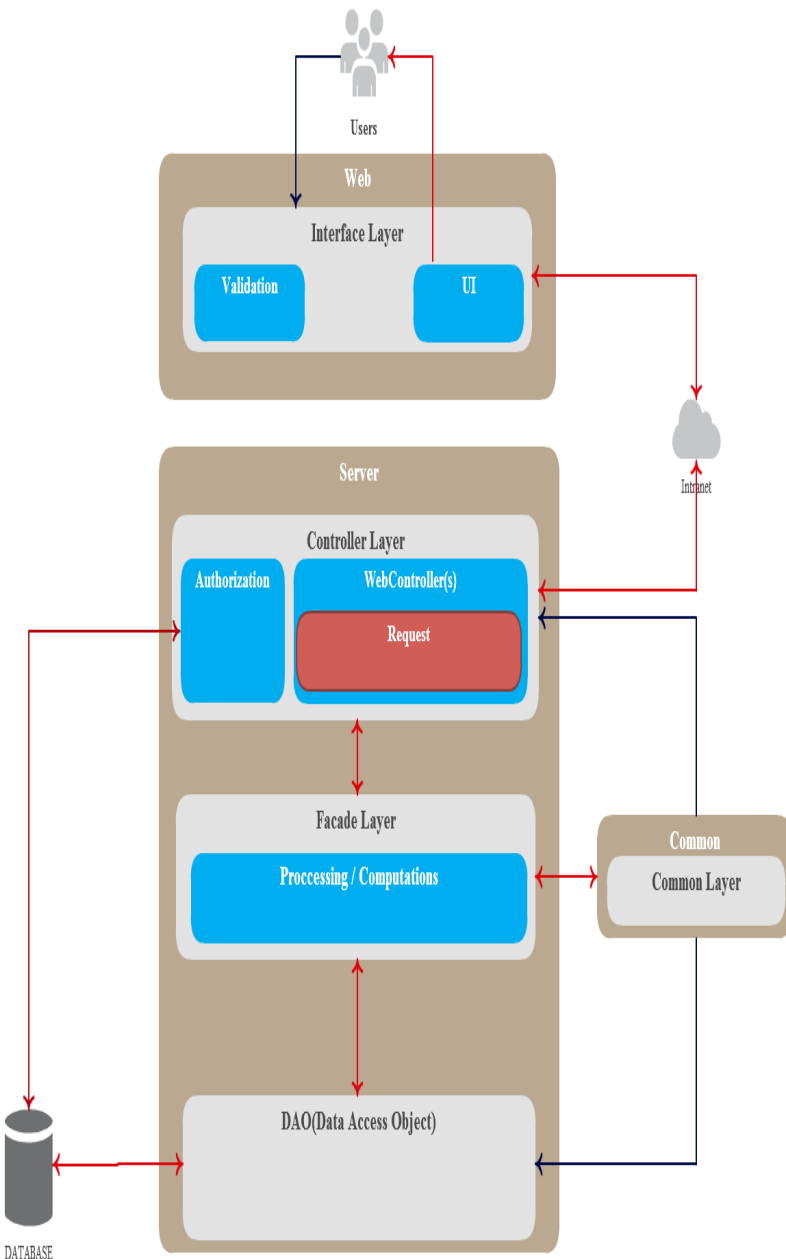 Users
Web
Interface Layer
Validation
UI
Intranet
Server
Controller Layer
Authorization
WebController(s)
Request
Facade Layer
Proccessing / Computations
Common
Common Layer
DAO(Data Access Object)
DATABASE